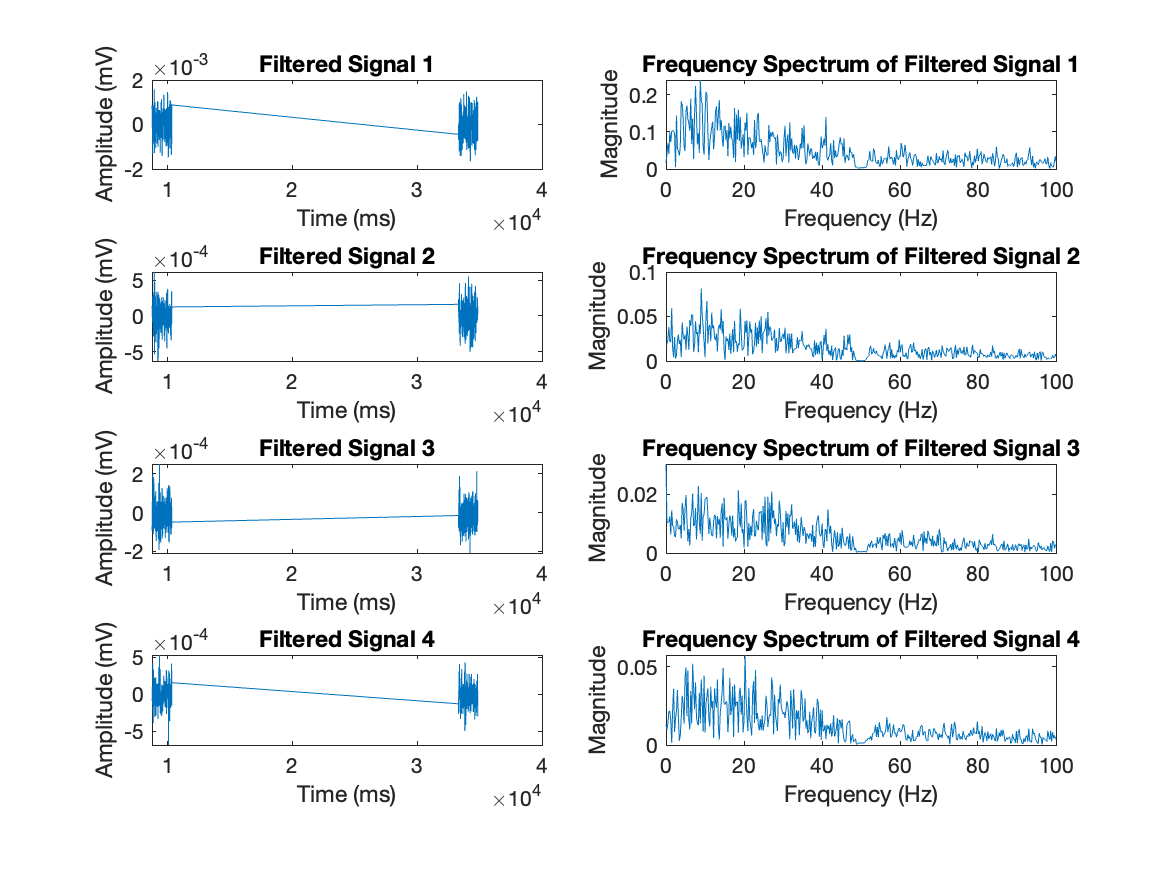 Filtered Signal 1
×10-3
Amplitude (mV)
2
0
-2
1 2 3 4
Time (ms)
×104
Frequency Spectrum of Filtered Signal 1
Magnitude
0.2
0.1
0
0 20 40 60 80 100
Frequency (Hz)
Filtered Signal 2
×10-4
Amplitude (mV)
5
0
-5
1 2 3 4
Time (ms)
×104
Frequency Spectrum of Filtered Signal 2
Magnitude
0.1
0.05
0
0 20 40 60 80 100
Frequency (Hz)
Filtered Signal 3
×10-4
Amplitude (mV)
2
0
-2
1 2 3 4
Time (ms)
×104
Frequency Spectrum of Filtered Signal 3
Magnitude
0.02
0
0 20 40 60 80 100
Frequency (Hz)
Filtered Signal 4
×10-4
Amplitude (mV)
5
0
-5
1 2 3 4
Time (ms)
×104
Frequency Spectrum of Filtered Signal 4
Magnitude
0.05
0
0 20 40 60 80 100
Frequency (Hz)